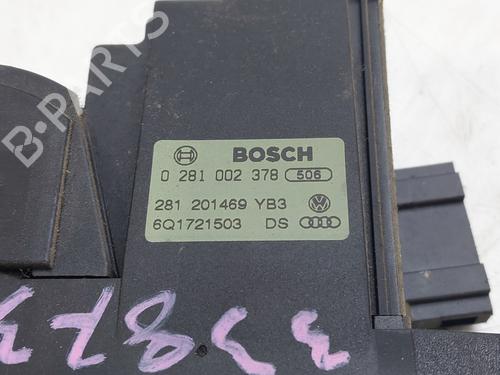 B-PARTS
BOSCH
0 281 002 378 506
281 201469 YB3
6Q1721503 DS